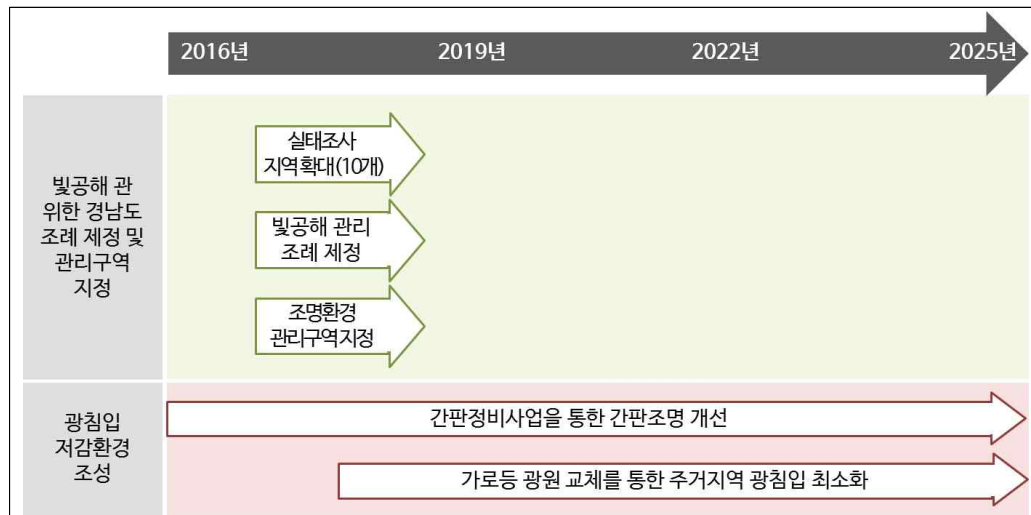 2016년 2019년 2022년 2025년
빛공해 관
위한 경남도
조례 제정 및
관리구역
지정
실태조사
지역확대(10개)
빛공해 관리
조례 제정
조명환경
관리구역지정
광침입
저감환경
조성
간판정비사업을 통한 간판조명 개선
가로등 광원 교체를 통한 주거지역 광침입 최소화